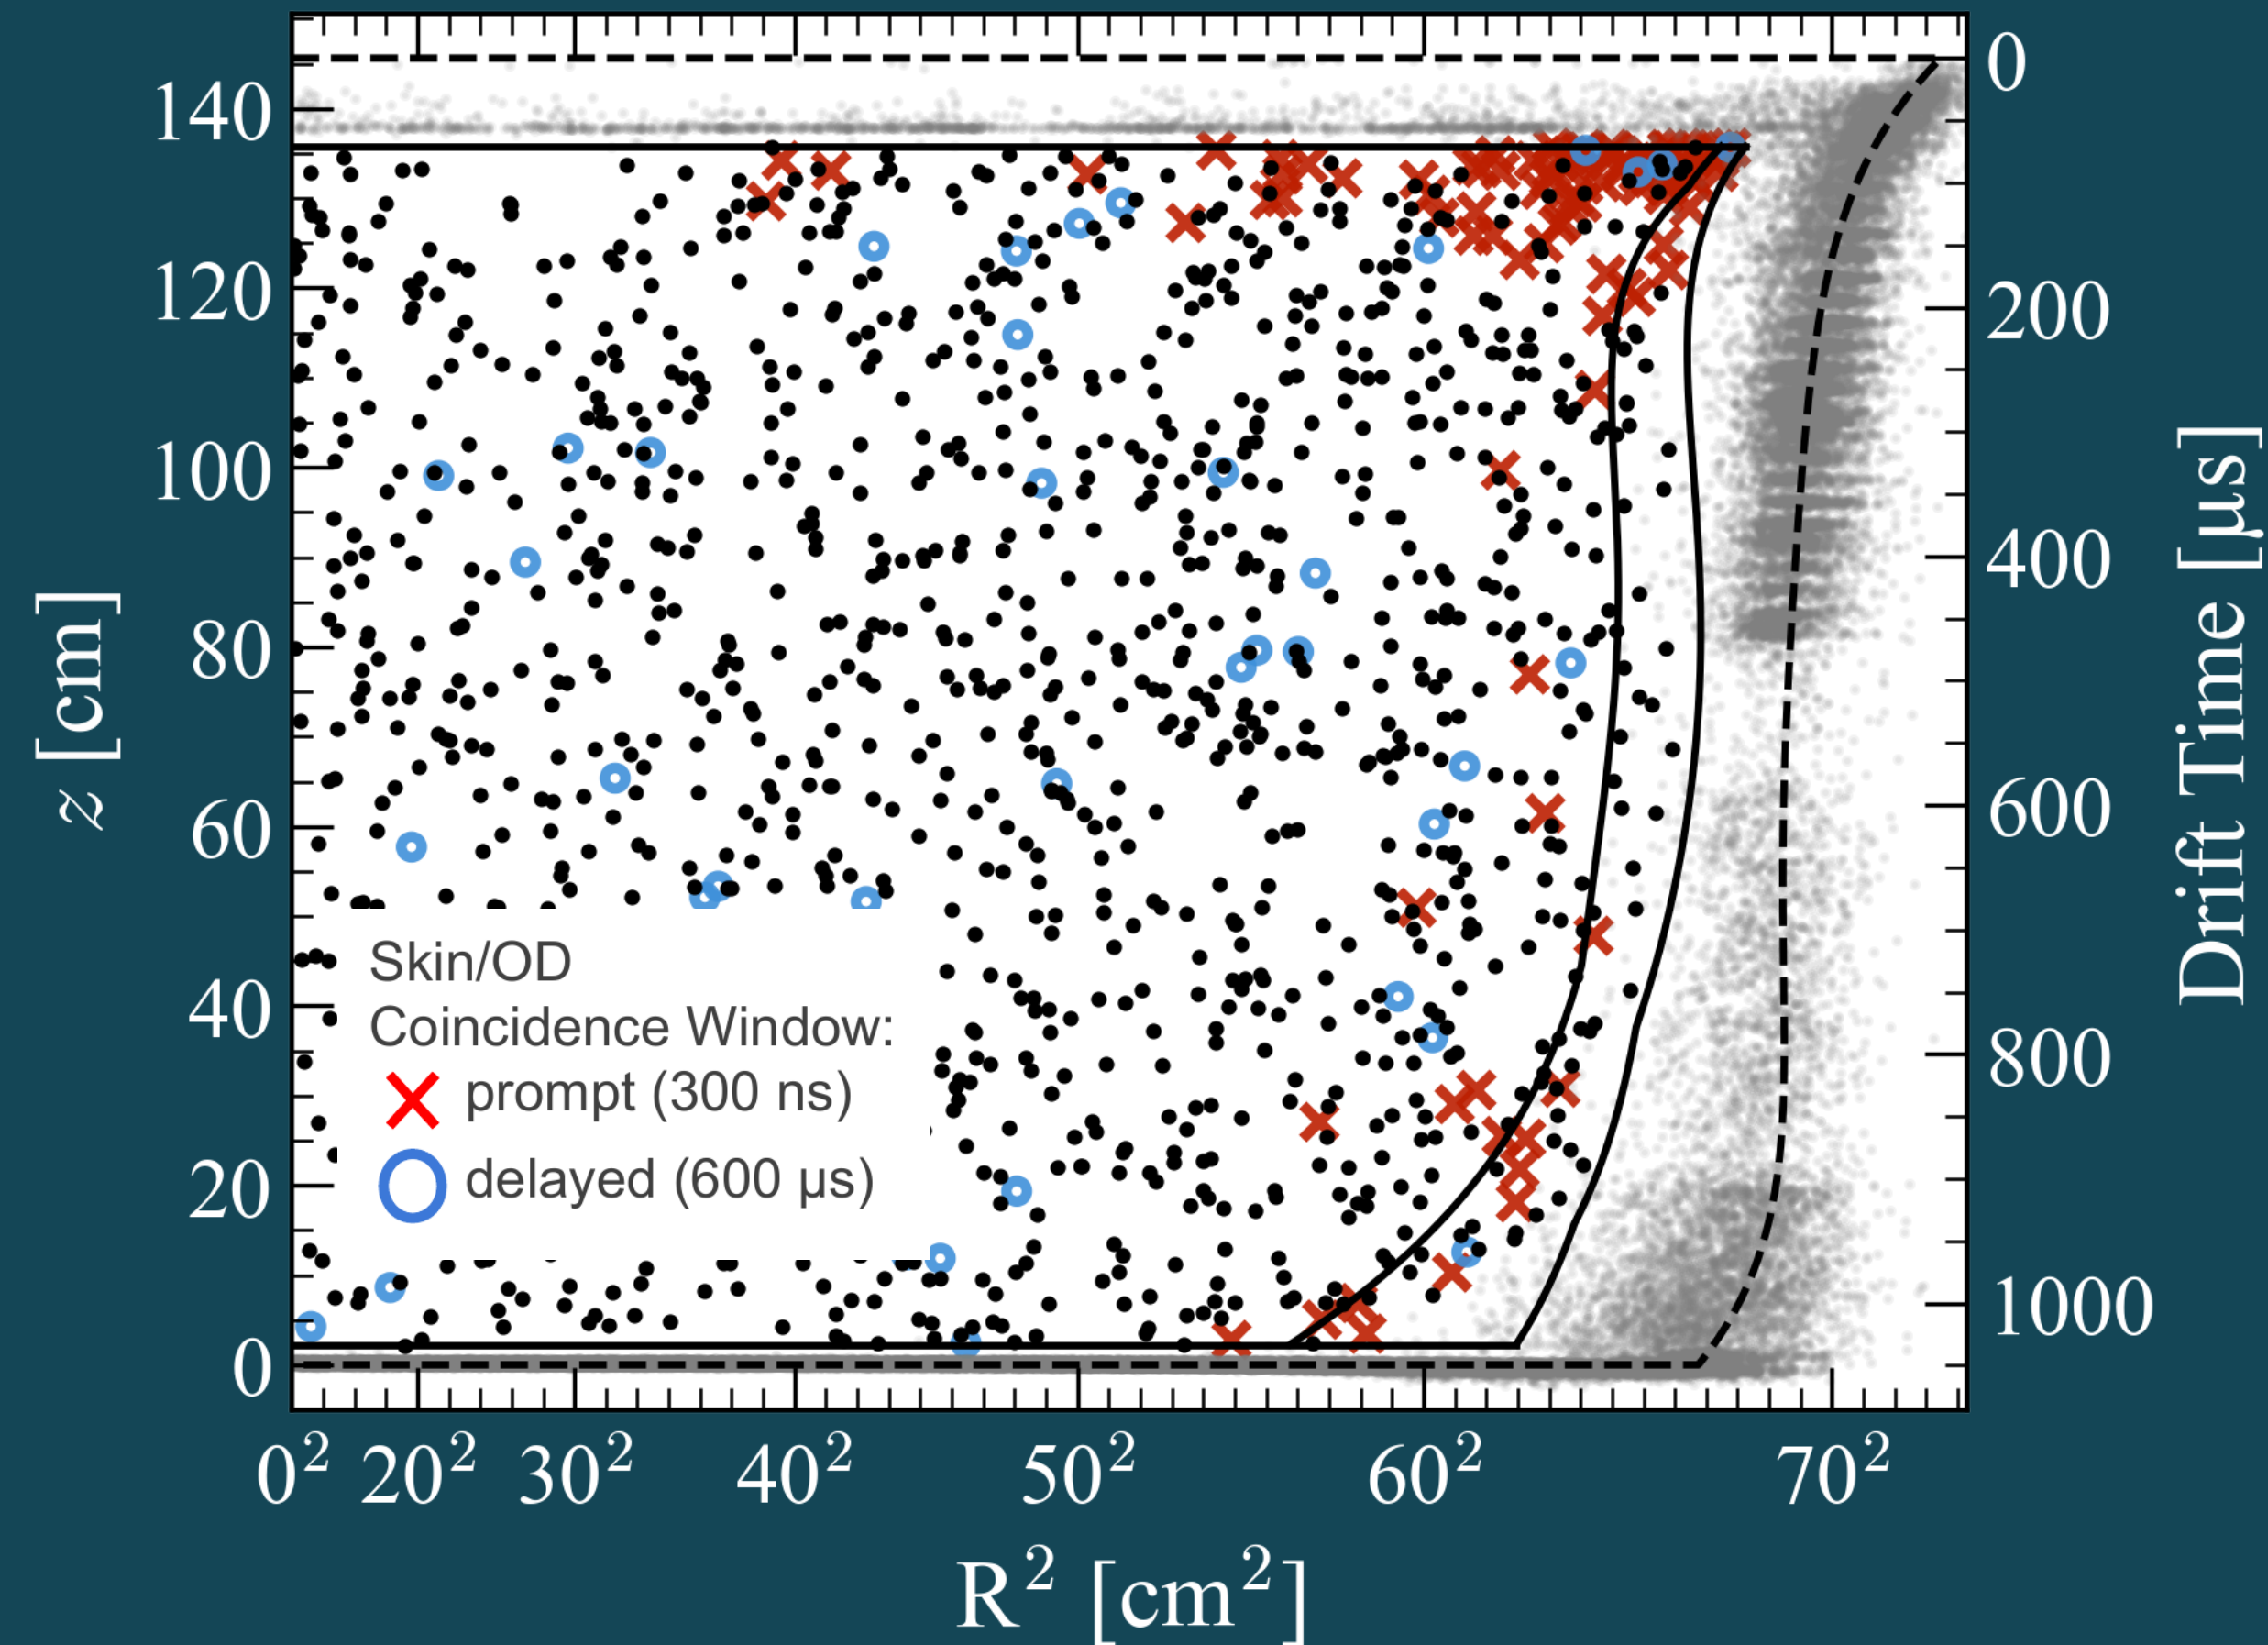 140
120
100
80
60
40
20
0
z [cm]
0
200
400
600
800
1000
Drift Time [μs]
Skin/OD
Coincidence Window:
prompt (300 ns)
delayed (600 μs)
0² 20² 30² 40² 50² 60² 70²
R² [cm²]